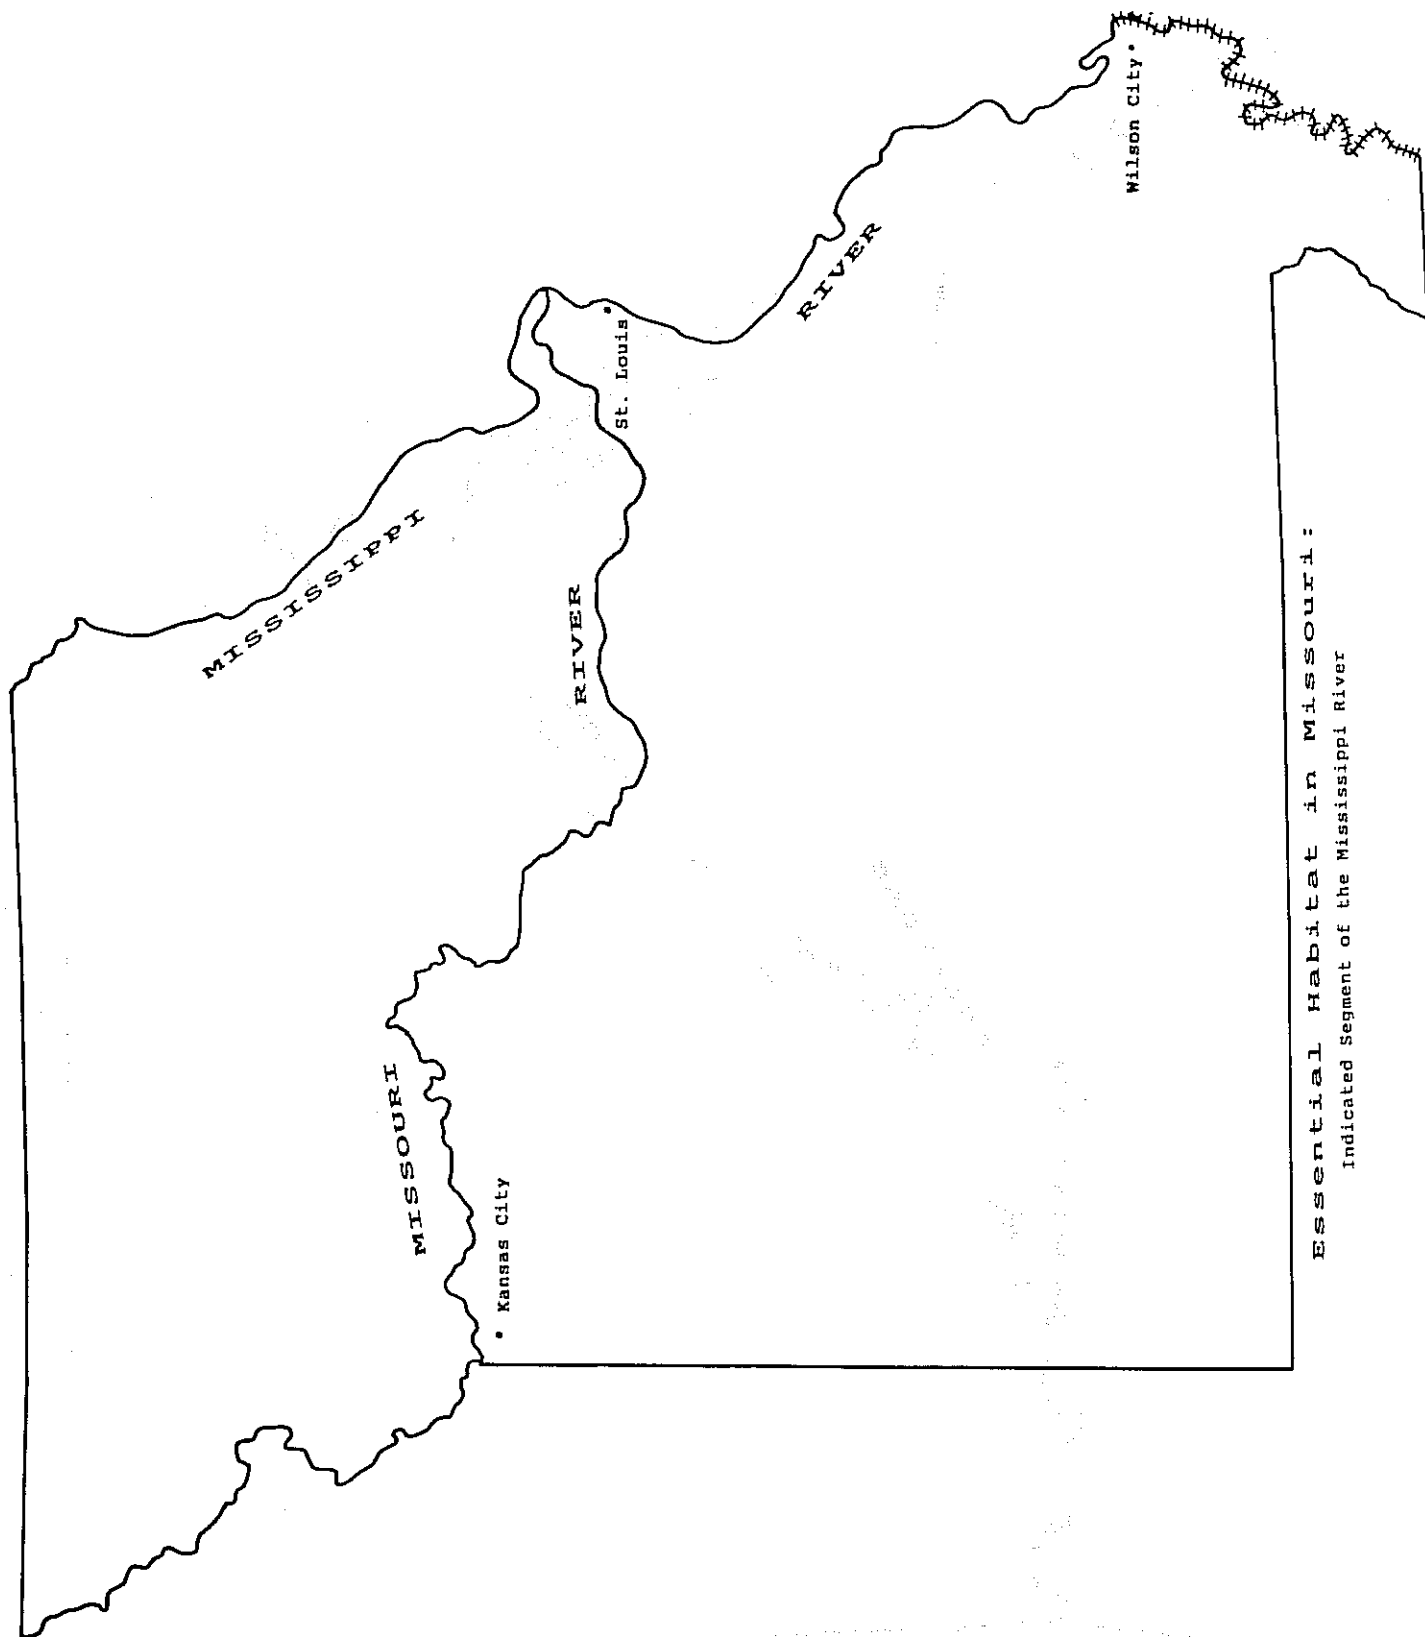 MISSISSIPPI
RIVER
MISSOURI
RIVER
St. Louis
Kansas City
Wilson City
Essential Habitat in Missouri:
Indicated Segment of the Mississippi River